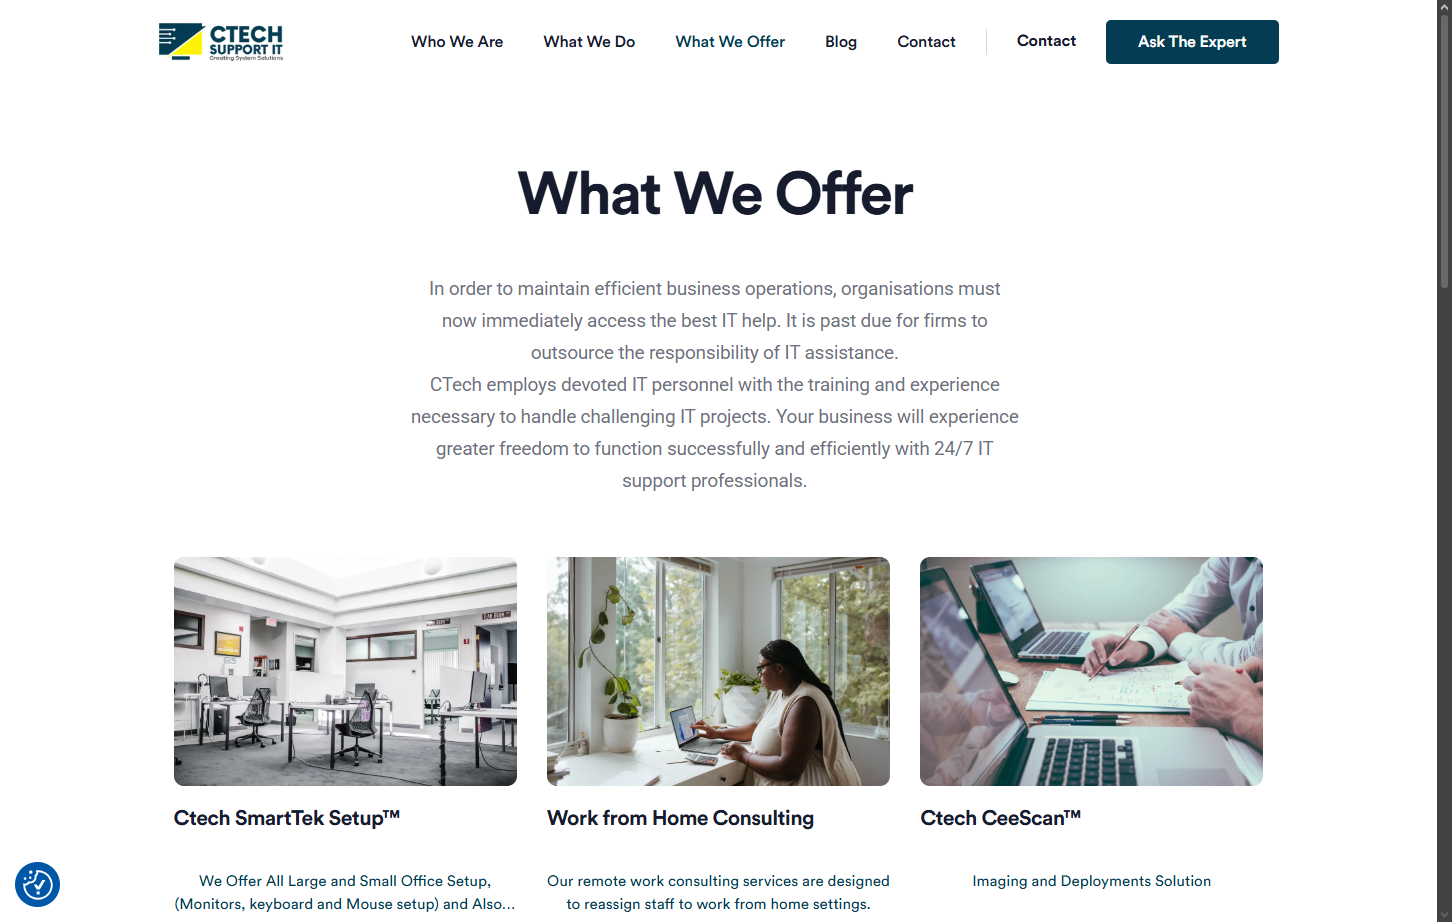 CTECH
SUPPORT IT
Creating System Solutions
Who We Are
What We Do
What We Offer
Blog
Contact
Contact
Ask The Expert
What We Offer
In order to maintain efficient business operations, organisations must
now immediately access the best IT help. It is past due for firms to
outsource the responsibility of IT assistance.
CTech employs devoted IT personnel with the training and experience
necessary to handle challenging IT projects. Your business will experience
greater freedom to function successfully and efficiently with 24/7 IT
support professionals.
Ctech SmartTek Setup™
Work from Home Consulting
Ctech CeeScan™
We Offer All Large and Small Office Setup,
(Monitors, keyboard and Mouse setup) and Also...
Our remote work consulting services are designed
to reassign staff to work from home settings.
Imaging and Deployments Solution